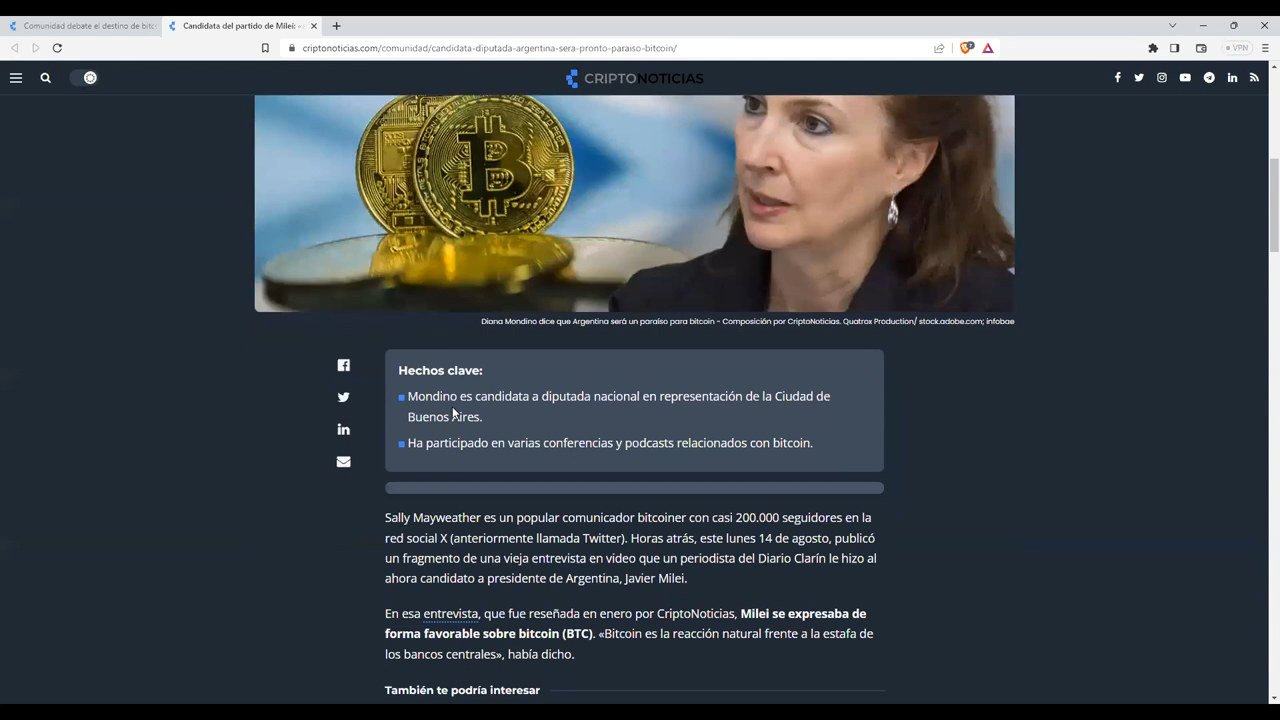 Comunidad debate el destino de bitc
Candidata del partido de Milei: «
criptonoticias.com/comunidad/candidata-diputada-argentina-sera-pronto-paraiso-bitcoin/
VPN
CRIPTONOTICIAS
Diana Mondino dice que Argentina será un paraíso para bitcoin - Composición por CriptoNoticias. Quatrox Production/ stock.adobe.com; infobae
Hechos clave:
Mondino es candidata a diputada nacional en representación de la Ciudad de
Buenos Aires.
Ha participado en varias conferencias y podcasts relacionados con bitcoin.
Sally Mayweather es un popular comunicador bitcoiner con casi 200.000 seguidores en la
red social X (anteriormente llamada Twitter). Horas atrás, este lunes 14 de agosto, publicó
un fragmento de una vieja entrevista en video que un periodista del Diario Clarín le hizo al
ahora candidato a presidente de Argentina, Javier Milei.
En esa entrevista, que fue reseñada en enero por CriptoNoticias, Milei se expresaba de
forma favorable sobre bitcoin (BTC). «Bitcoin es la reacción natural frente a la estafa de
los bancos centrales», había dicho.
También te podría interesar